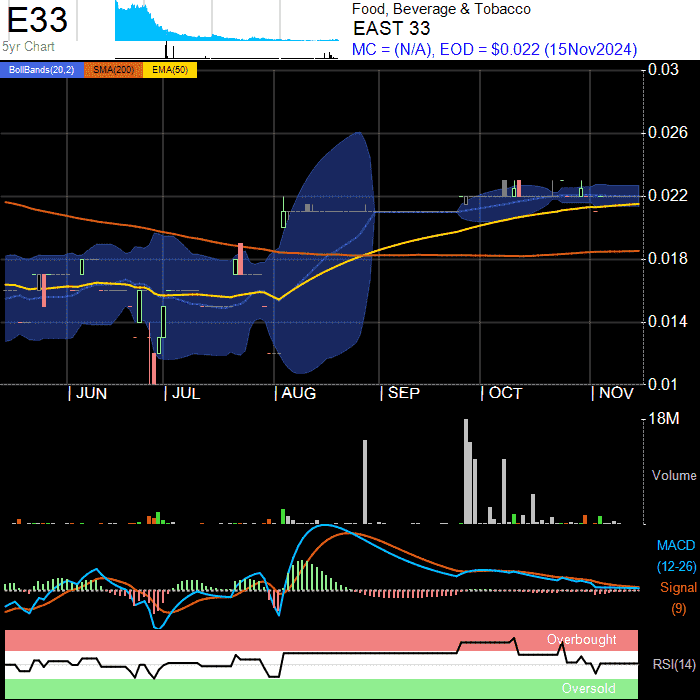 E33
5yr Chart
Food, Beverage & Tobacco
EAST 33
MC = (N/A), EOD = $0.022 (15Nov2024)
BollBands(20,2) SMA(200) EMA(50)
0.03
0.026
0.022
0.018
0.014
0.01
JUN JUL AUG SEP OCT NOV
18M
Volume
MACD
(12-26)
Signal
(9)
Overbought
RSI(14)
Oversold